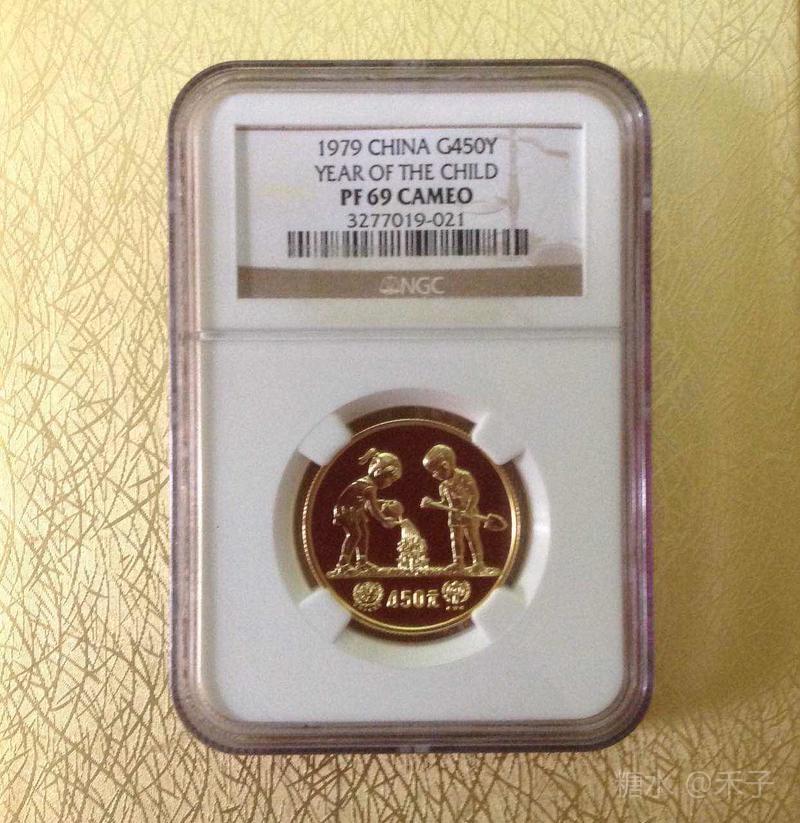 1979 CHINA G450Y
YEAR OF THE CHILD
PF 69 CAMEO
3277019-021
NGC
450元
糖水 @禾子